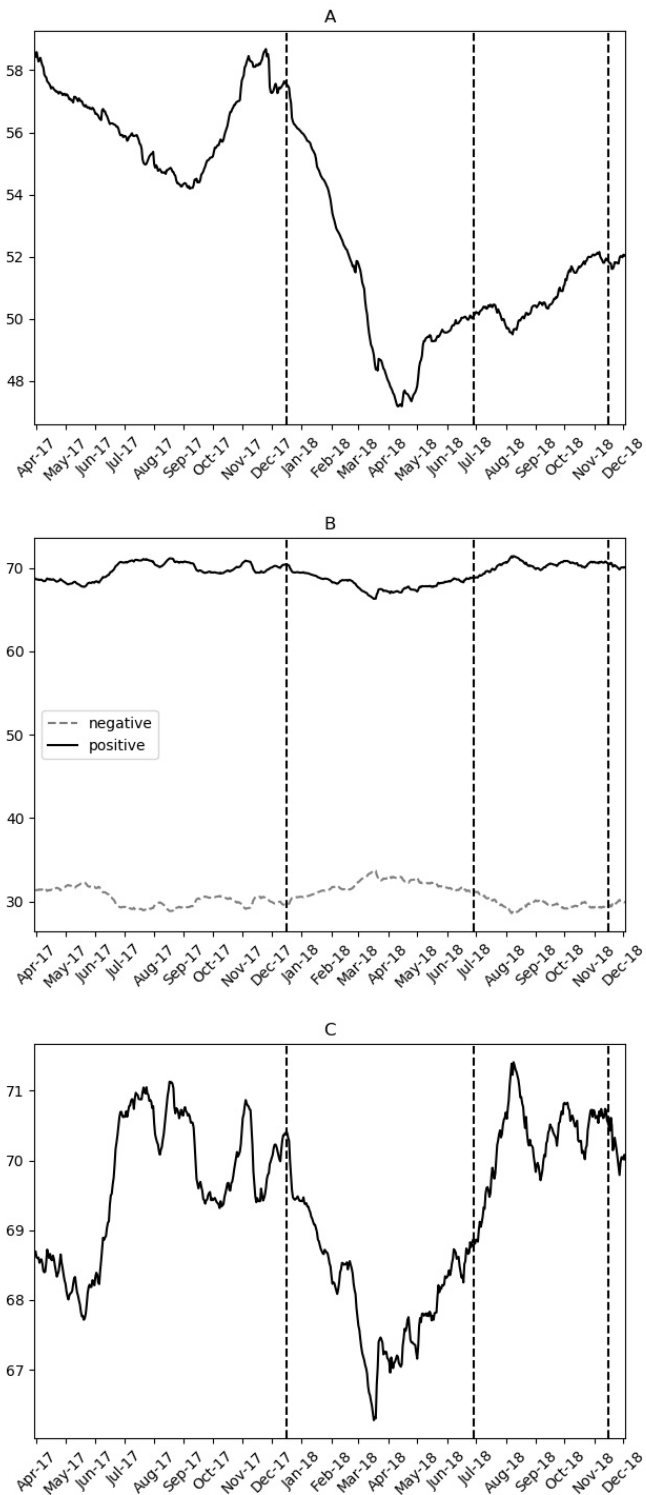 A
58
56
54
52
50
48
Apr-17 May-17 Jun-17 Jul-17 Aug-17 Sep-17 Oct-17 Nov-17 Dec-17 Jan-18 Feb-18 Mar-18 Apr-18 May-18 Jun-18 Jul-18 Aug-18 Sep-18 Oct-18 Nov-18 Dec-18
B
70
60
50
negative
positive
40
30
Apr-17 May-17 Jun-17 Jul-17 Aug-17 Sep-17 Oct-17 Nov-17 Dec-17 Jan-18 Feb-18 Mar-18 Apr-18 May-18 Jun-18 Jul-18 Aug-18 Sep-18 Oct-18 Nov-18 Dec-18
C
71
70
69
68
67
Apr-17 May-17 Jun-17 Jul-17 Aug-17 Sep-17 Oct-17 Nov-17 Dec-17 Jan-18 Feb-18 Mar-18 Apr-18 May-18 Jun-18 Jul-18 Aug-18 Sep-18 Oct-18 Nov-18 Dec-18